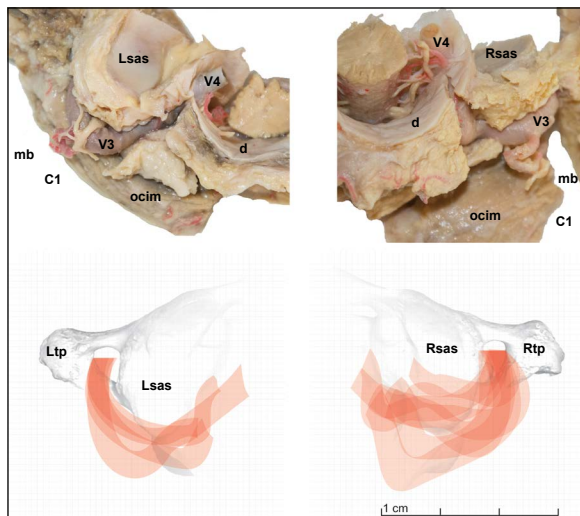 Lsas
V4
V3
d
mb
C1
ocim
V4
Rsas
d
V3
mb
ocim
C1
Ltp
Lsas
Rsas
Rtp
1 cm